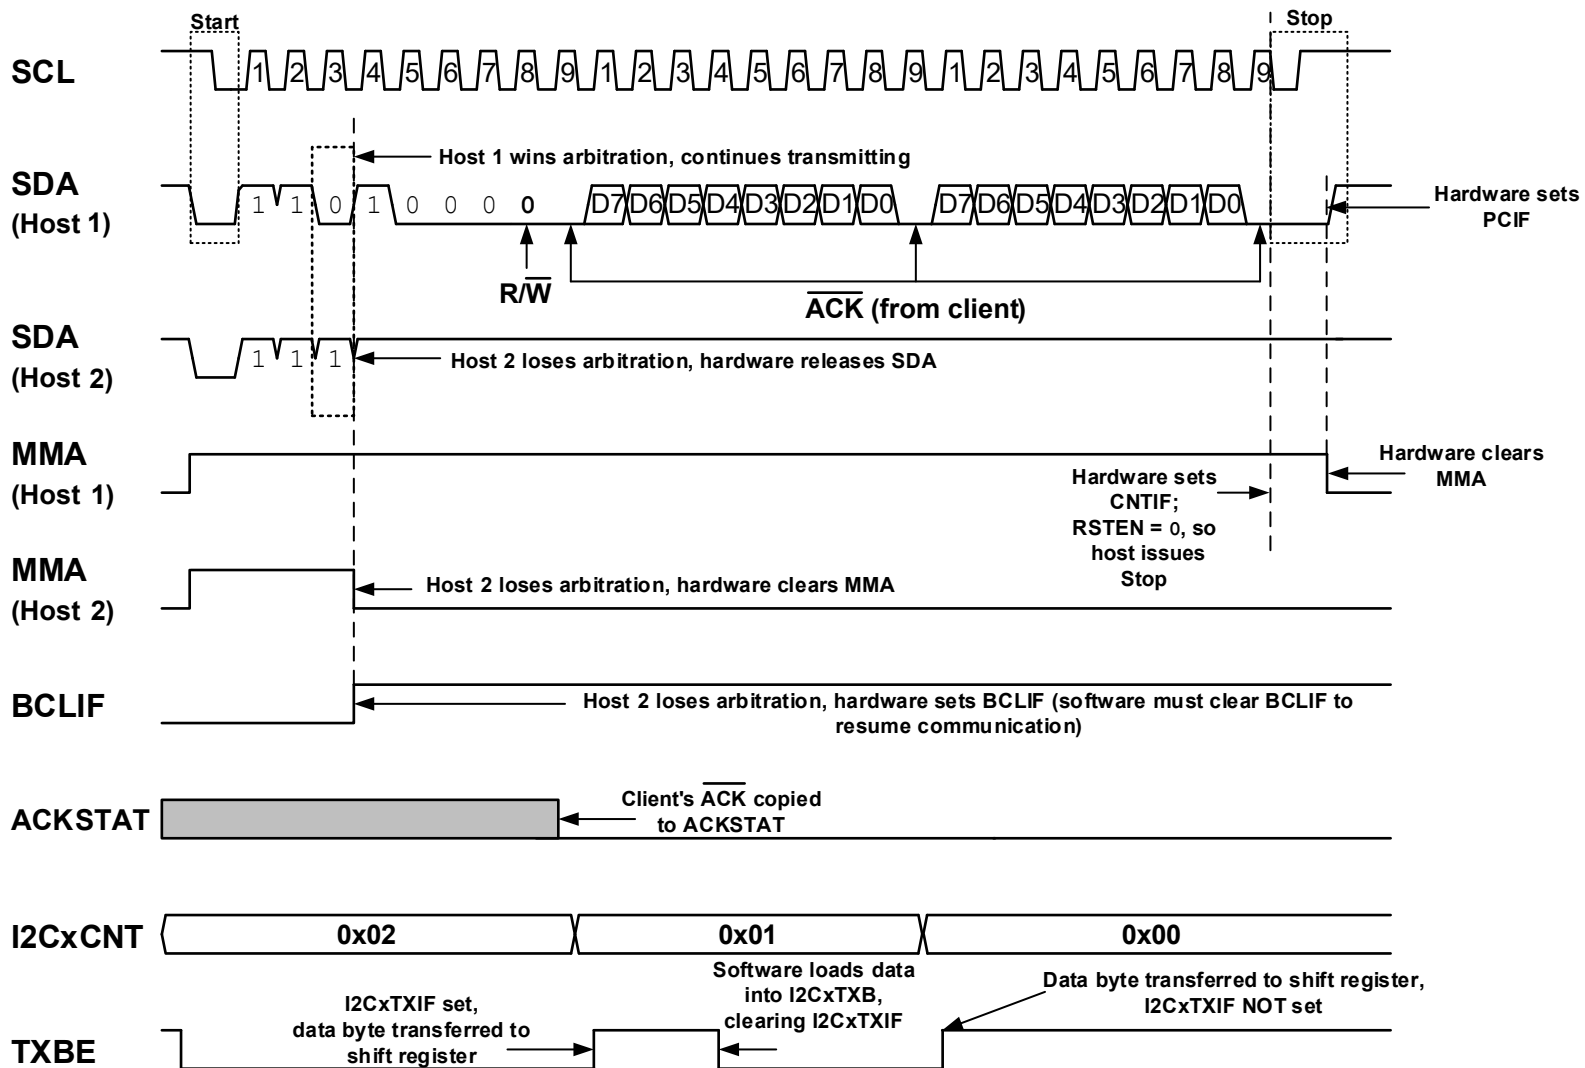 Start
Stop
SCL
1 2 3 4 5 6 7 8 9 1 2 3 4 5 6 7 8 9 1 2 3 4 5 6 7 8 9
Host 1 wins arbitration, continues transmitting
SDA
(Host 1)
1 1 0 1 0 0 0 0 D7 D6 D5 D4 D3 D2 D1 D0 D7 D6 D5 D4 D3 D2 D1 D0
Hardware sets
PCIF
R/W
ACK (from client)
SDA
(Host 2)
1 1 1
Host 2 loses arbitration, hardware releases SDA
MMA
(Host 1)
Hardware sets
CNTIF;
RSTEN = 0, so
host issues
Stop
Hardware clears
MMA
MMA
(Host 2)
Host 2 loses arbitration, hardware clears MMA
BCLIF
Host 2 loses arbitration, hardware sets BCLIF (software must clear BCLIF to
resume communication)
ACKSTAT
Client's ACK copied
to ACKSTAT
I2CxCNT
0x02 0x01 0x00
TXBE
I2CxTXIF set,
data byte transferred to
shift register
Software loads data
into I2CxTXB,
clearing I2CxTXIF
Data byte transferred to shift register,
I2CxTXIF NOT set